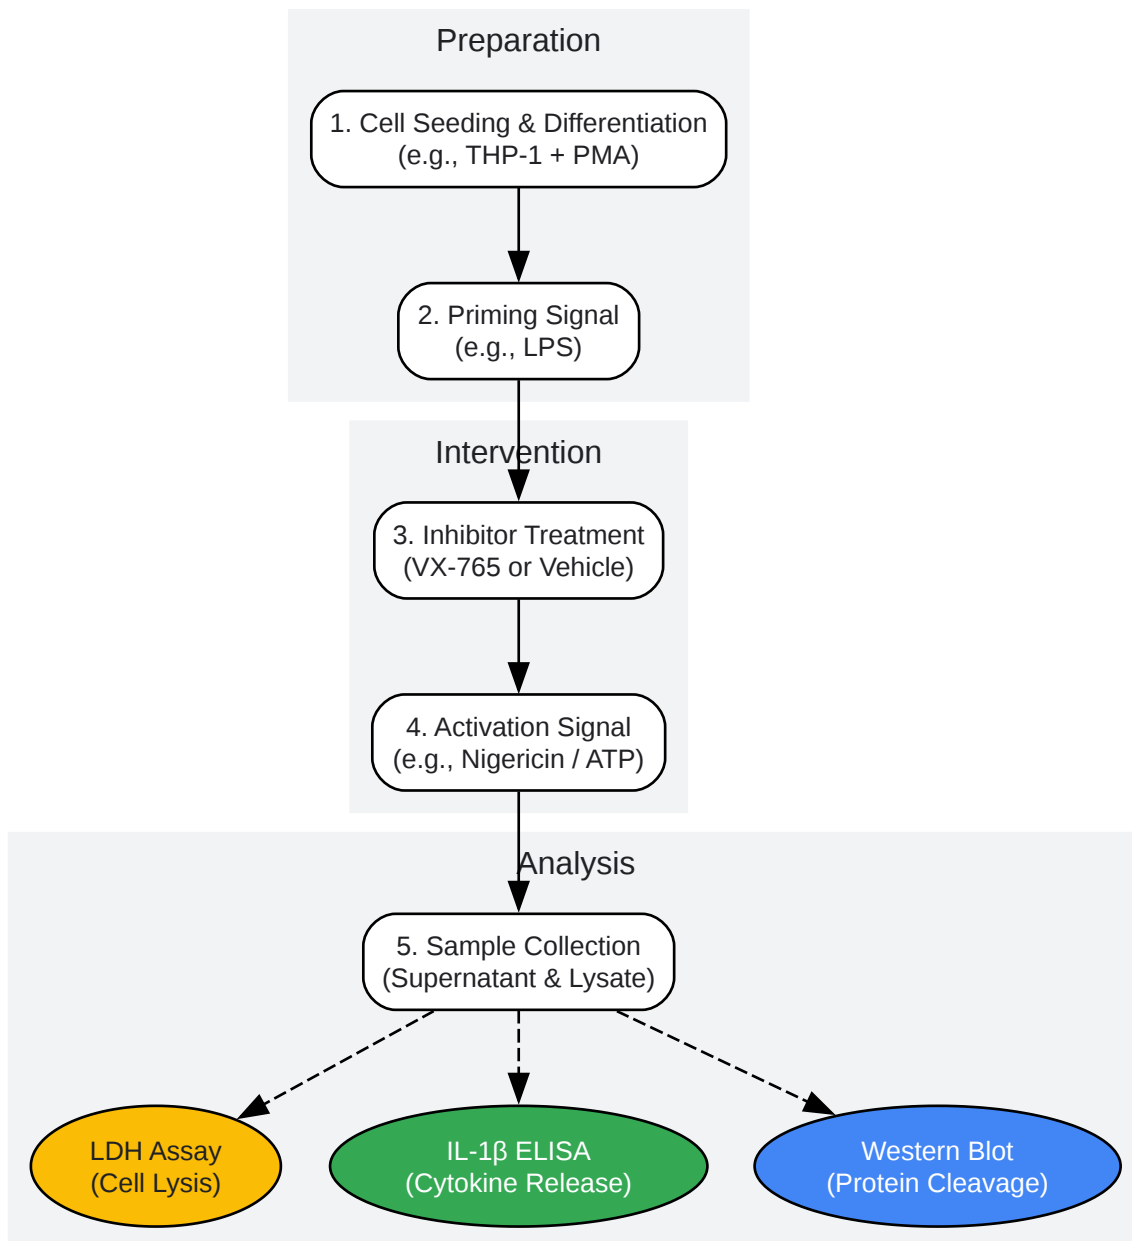 Preparation
1. Cell Seeding & Differentiation
(e.g., THP-1 + PMA)
2. Priming Signal
(e.g., LPS)
Intervention
3. Inhibitor Treatment
(VX-765 or Vehicle)
4. Activation Signal
(e.g., Nigericin / ATP)
Analysis
5. Sample Collection
(Supernatant & Lysate)
LDH Assay
(Cell Lysis)
IL-1β ELISA
(Cytokine Release)
Western Blot
(Protein Cleavage)